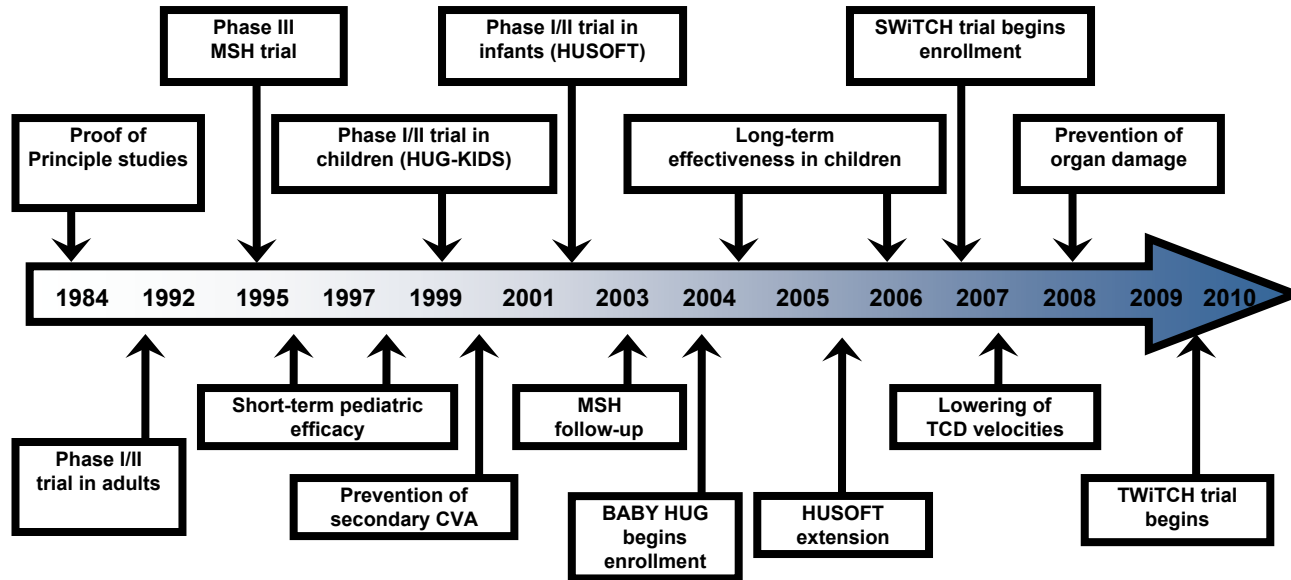 Phase III
MSH trial
Phase I/II trial in
infants (HUSOFT)
SWiTCH trial begins
enrollment
Proof of
Principle studies
Phase I/II trial in
children (HUG-KIDS)
Long-term
effectiveness in children
Prevention of
organ damage
1984 1992 1995 1997 1999 2001 2003 2004 2005 2006 2007 2008 2009 2010
Short-term pediatric
efficacy
MSH
follow-up
Lowering of
TCD velocities
Phase I/II
trial in adults
Prevention of
secondary CVA
BABY HUG
begins
enrollment
HUSOFT
extension
TWiTCH trial
begins